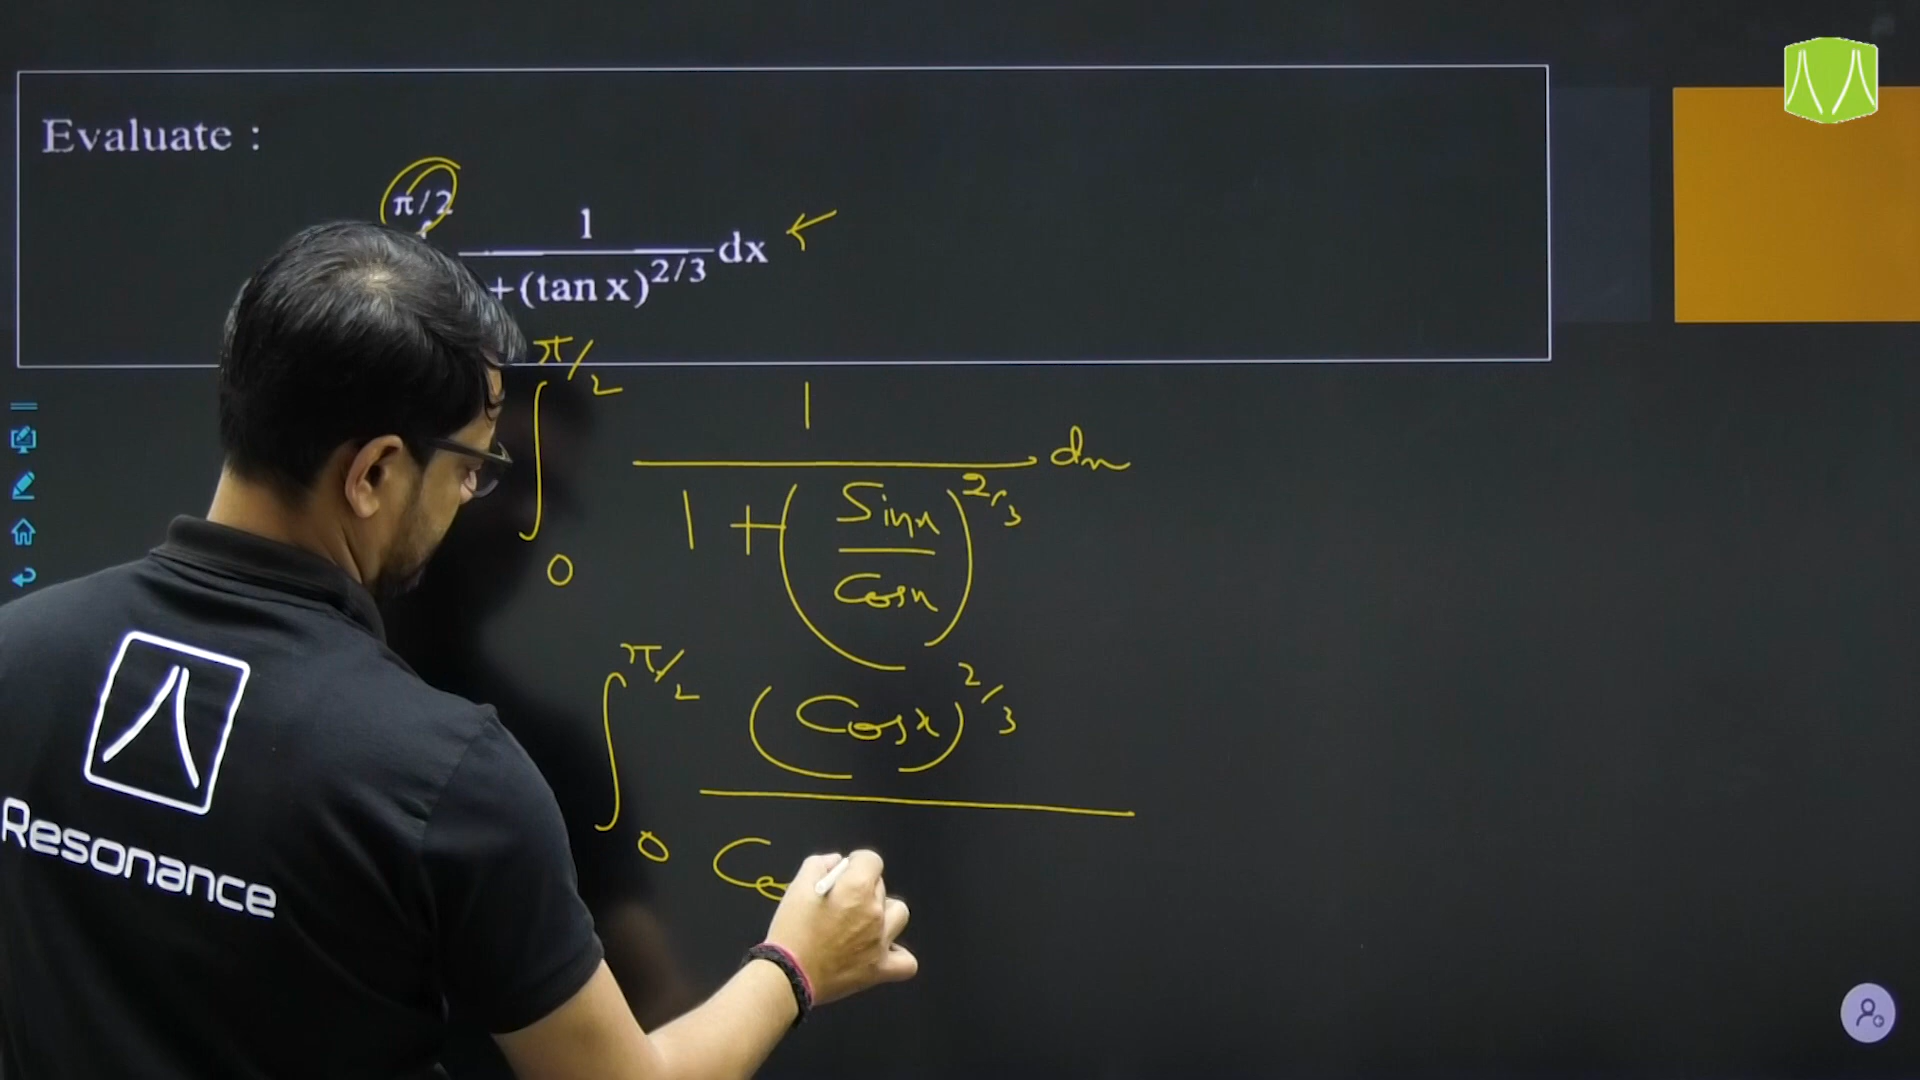 Evaluate :
π/2
1
+(tan x)^2/3 dx
π/2
1
dx
1 + (Sinx
Cosx)^2/3
0
π/2
(Cosx)^2/3
0
Co
Resonance